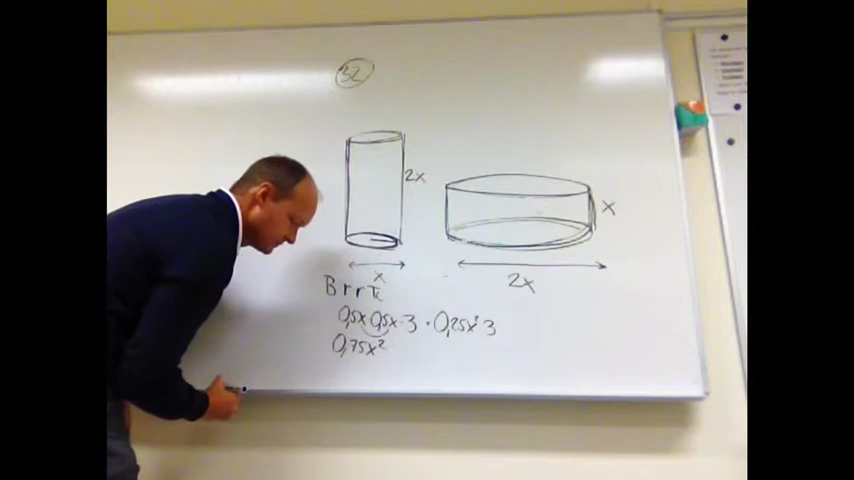 32
2x
x
x
2x
B r r π
0,5x 0,5x · 3 · 0,25x² 3
0,75x²